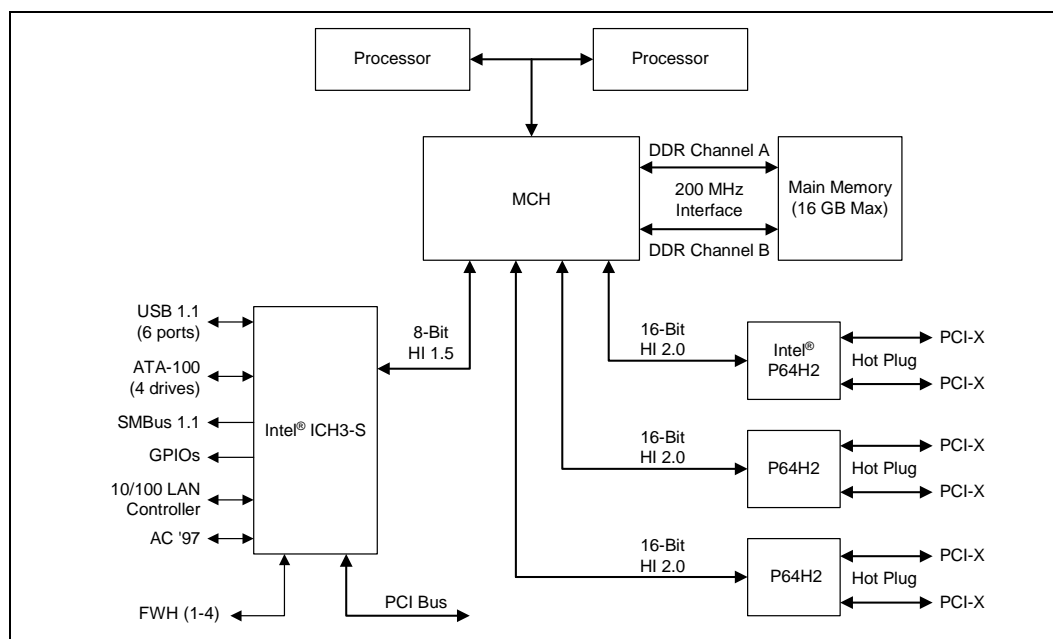 Processor
Processor
MCH
DDR Channel A
200 MHz
Interface
DDR Channel B
Main Memory
(16 GB Max)
USB 1.1
(6 ports)
ATA-100
(4 drives)
SMBus 1.1
GPIOs
10/100 LAN
Controller
AC '97
Intel® ICH3-S
8-Bit
HI 1.5
FWH (1-4)
PCI Bus
16-Bit
HI 2.0
Intel®
P64H2
PCI-X
Hot Plug
PCI-X
16-Bit
HI 2.0
P64H2
PCI-X
Hot Plug
PCI-X
16-Bit
HI 2.0
P64H2
PCI-X
Hot Plug
PCI-X